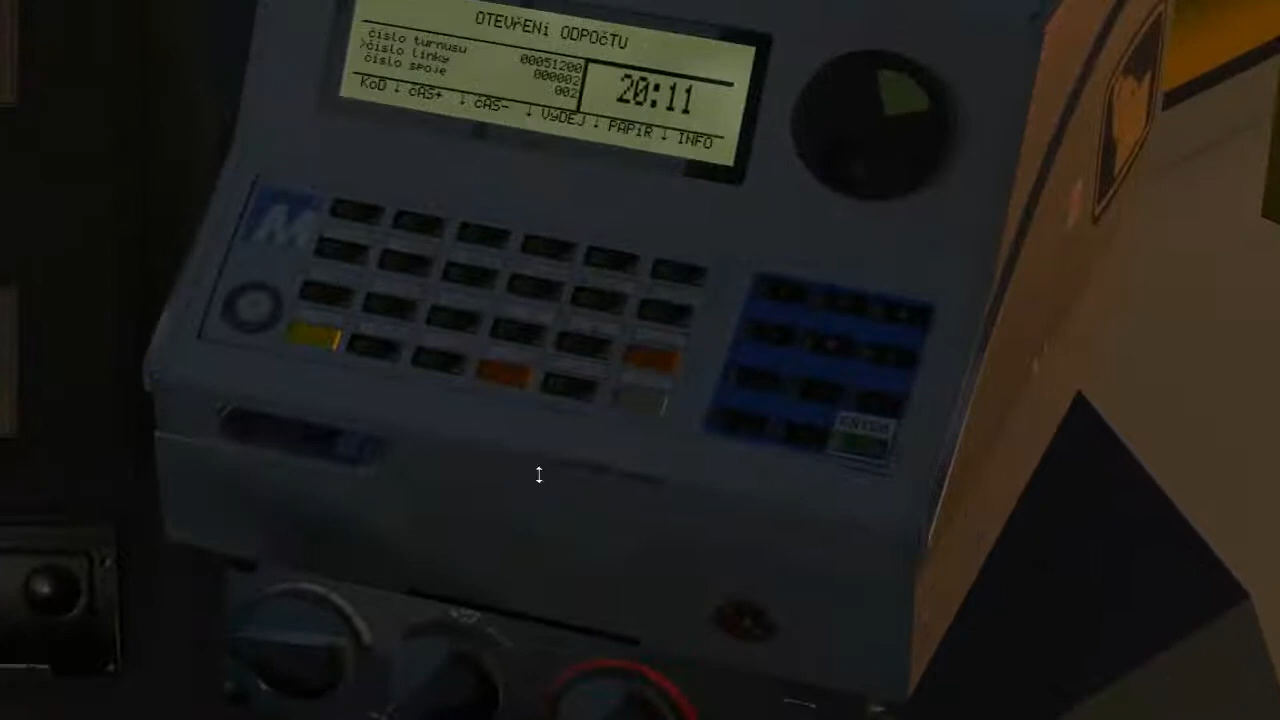 OTEVřENí ODPOčTU
číslo turnusu 00051200
>číslo linky 000002
číslo spoje 002
20:11
KóD ↓ čAS+ ↓ čAS- ↓ VýDEJ ↓ PAPíR ↓ INFO
M